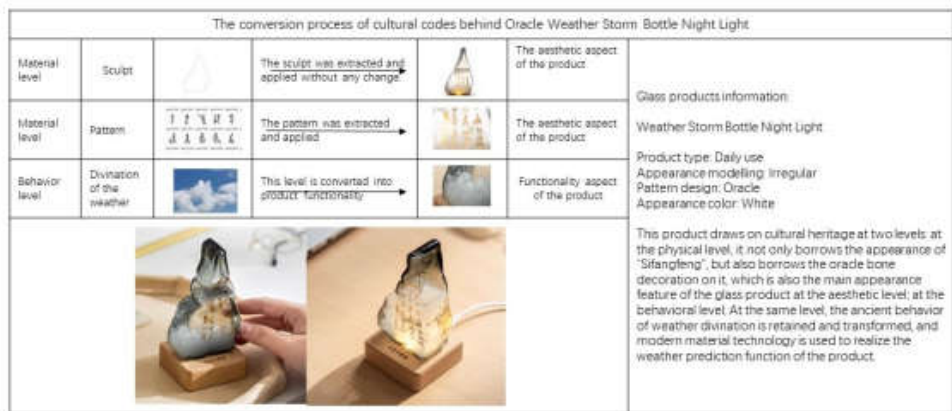 The conversion process of cultural codes behind Oracle Weather Storm Bottle Night Light
Material
level
Sculpt
The sculpt was extracted and
applied without any change.
The aesthetic aspect
of the product
Material
level
Pattern
The pattern was extracted
and applied
The aesthetic aspect
of the product
Behavior
level
Divination
of the
weather
This level is converted into
product functionality
Functionality aspect
of the product
Glass products information:
Weather Storm Bottle Night Light
Product type: Daily use
Appearance modelling: Irregular
Pattern design: Oracle
Appearance color: White
This product draws on cultural heritage at two levels: at
the physical level, it not only borrows the appearance of
"Sifangfeng", but also borrows the oracle bone
decoration on it, which is also the main appearance
feature of the glass product at the aesthetic level; at the
behavioral level. At the same level, the ancient behavior
of weather divination is retained and transformed, and
modern material technology is used to realize the
weather prediction function of the product.